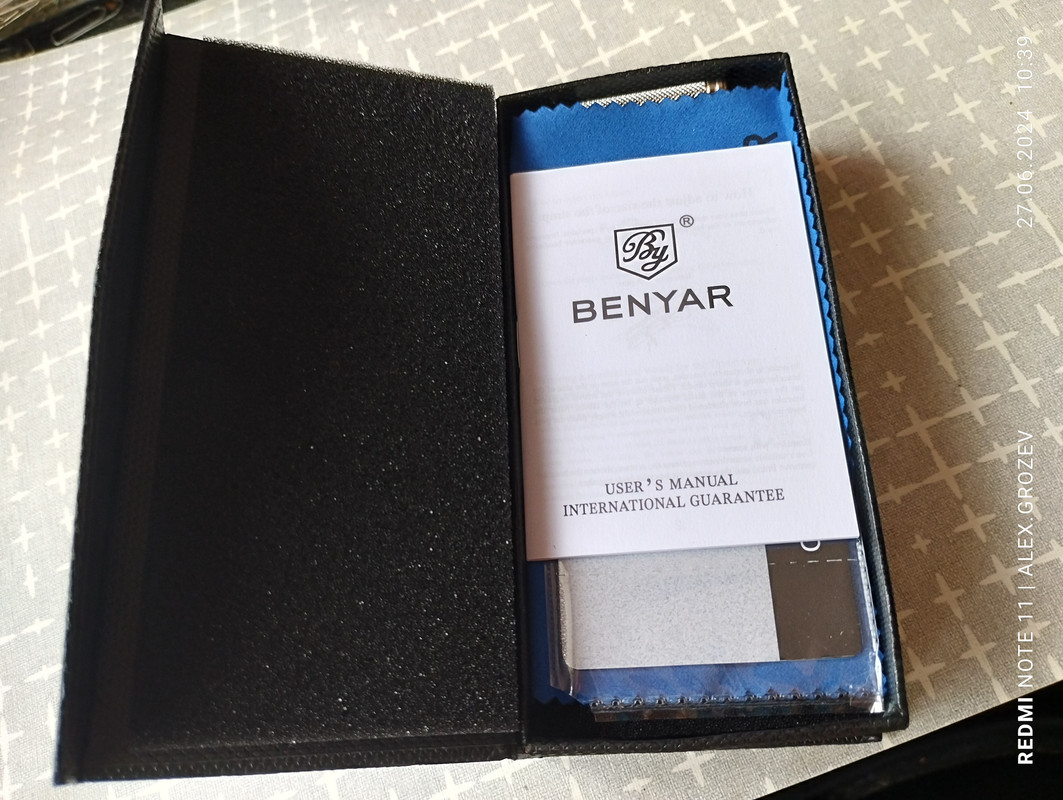 R
By
®
BENYAR
USER'S MANUAL
INTERNATIONAL GUARANTEE
REDMI NOTE 11 | ALEX GROZEV
27.06.2024 10:39